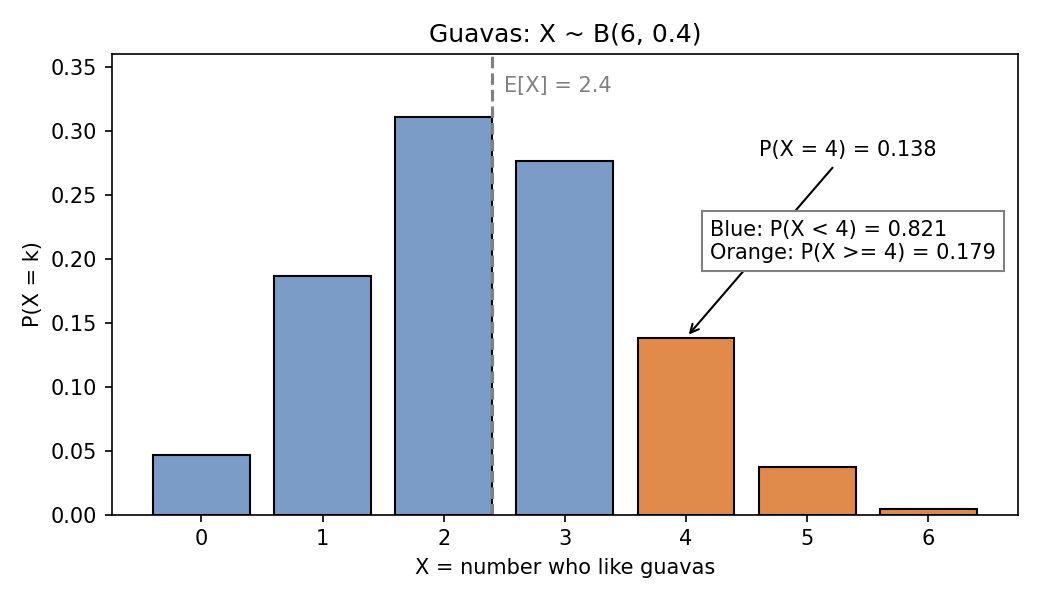 Guavas: X ~ B(6, 0.4)
0.35
0.30
0.25
0.20
0.15
0.10
0.05
0.00
P(X = k)
E[X] = 2.4
P(X = 4) = 0.138
Blue: P(X < 4) = 0.821
Orange: P(X >= 4) = 0.179
0 1 2 3 4 5 6
X = number who like guavas